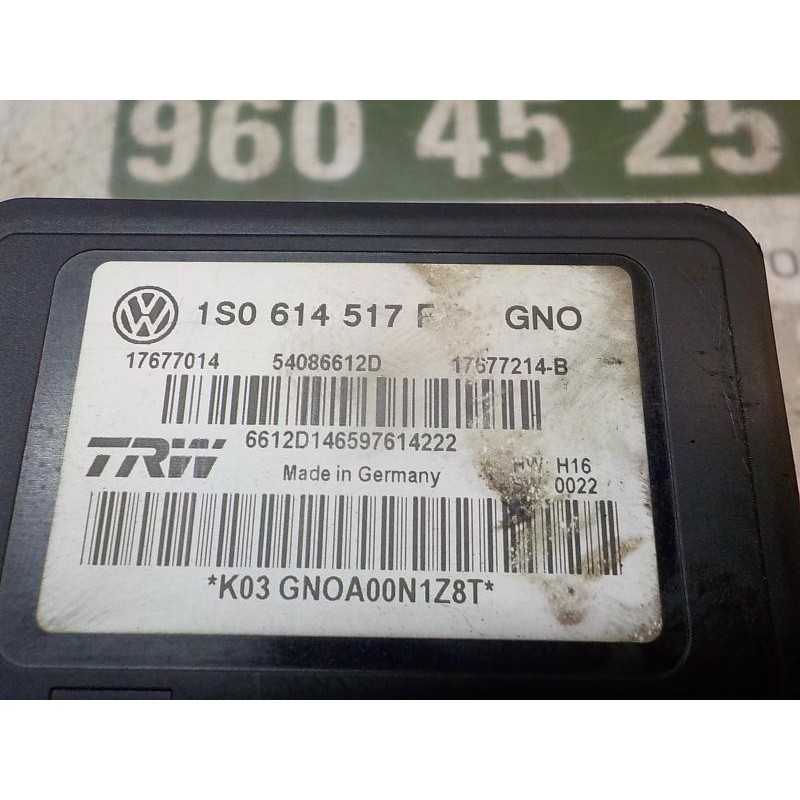 960 45 25
1S0 614 517 F GNO
17677014 54086612D 17677214-B
6612D146597614222
TRW
Made in Germany
HW: H16
0022
*K03 GNOA00N1Z8T*